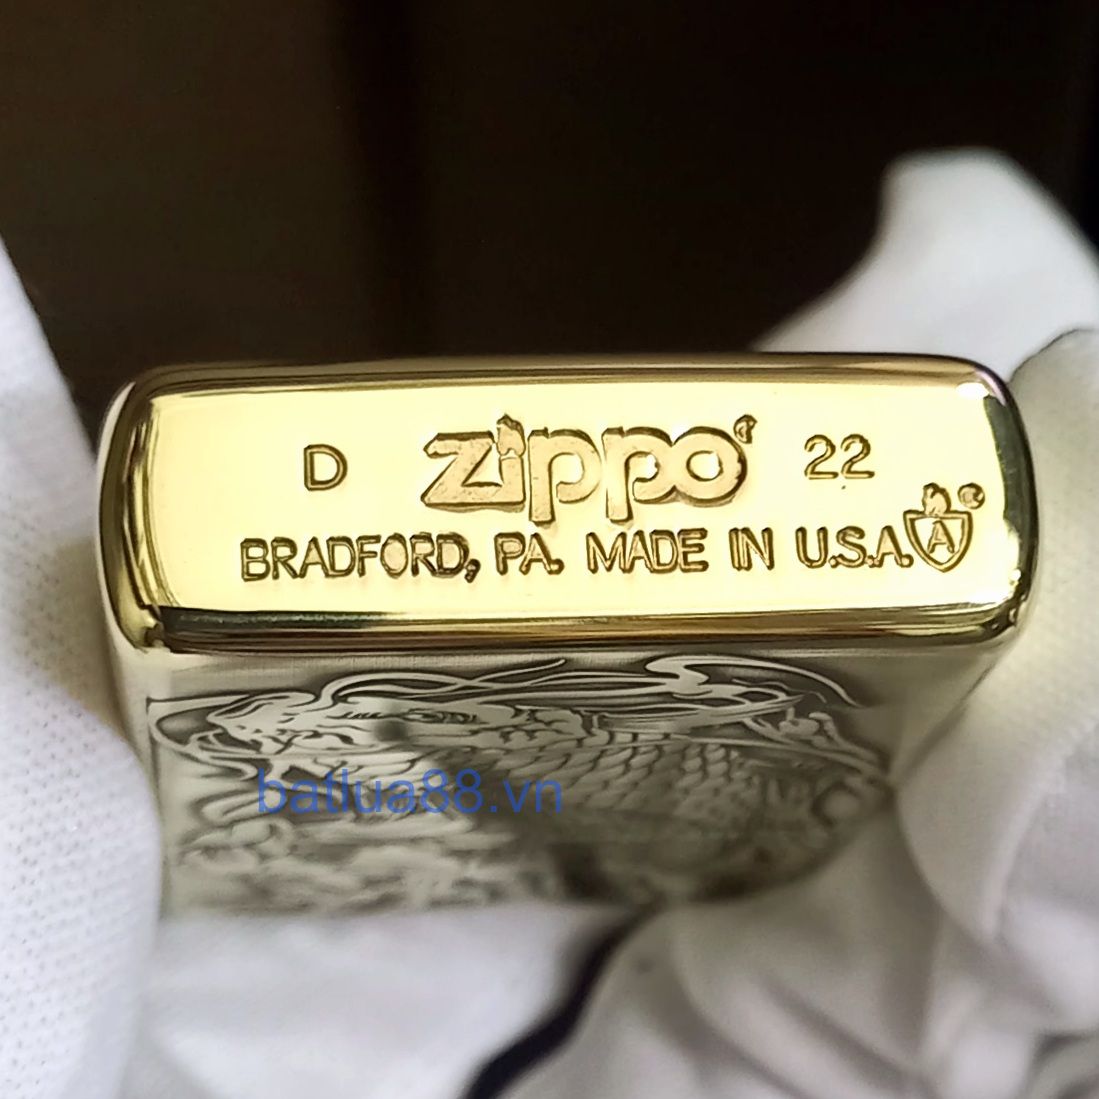 D zippo® 22
BRADFORD, PA. MADE IN U.S.A. A ®
batlua88.vn